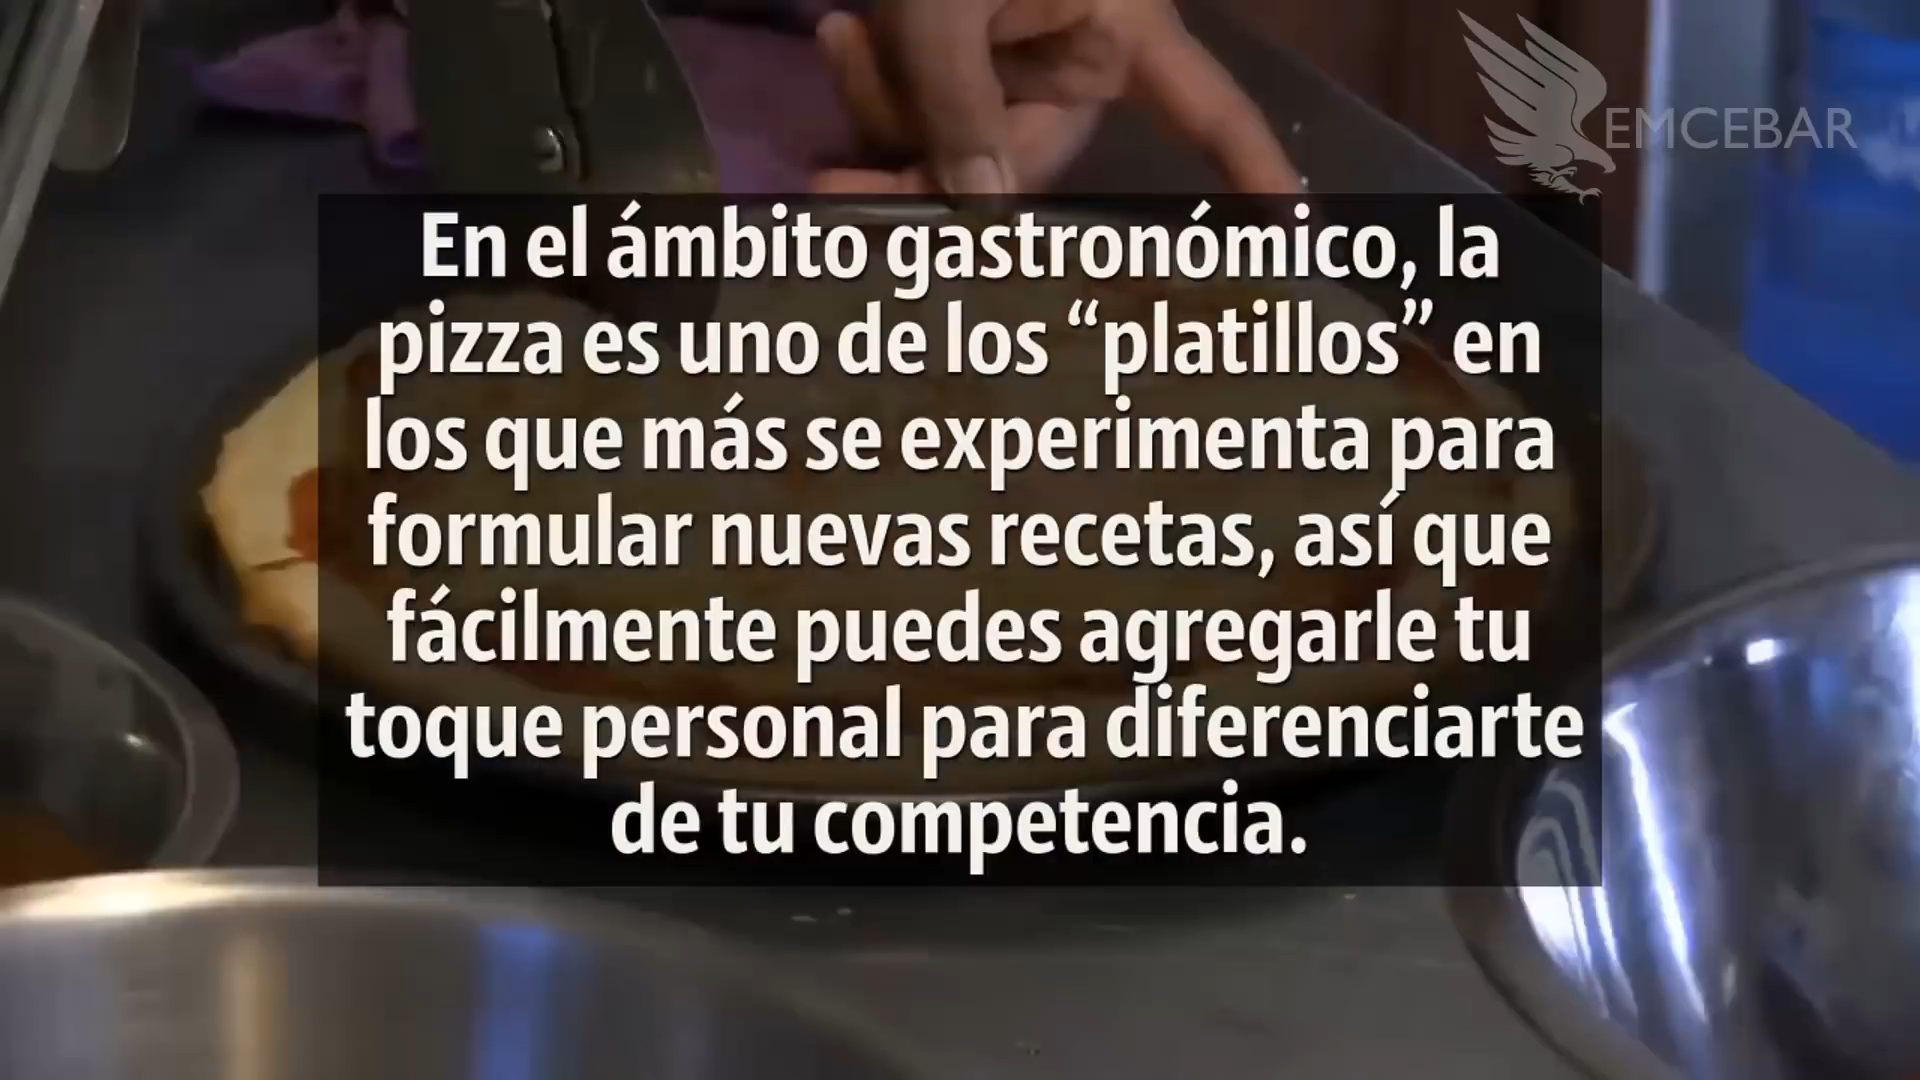 EMCEBAR
En el ámbito gastronómico, la
pizza es uno de los “platillos” en
los que más se experimenta para
formular nuevas recetas, así que
fácilmente puedes agregarle tu
toque personal para diferenciarte
de tu competencia.